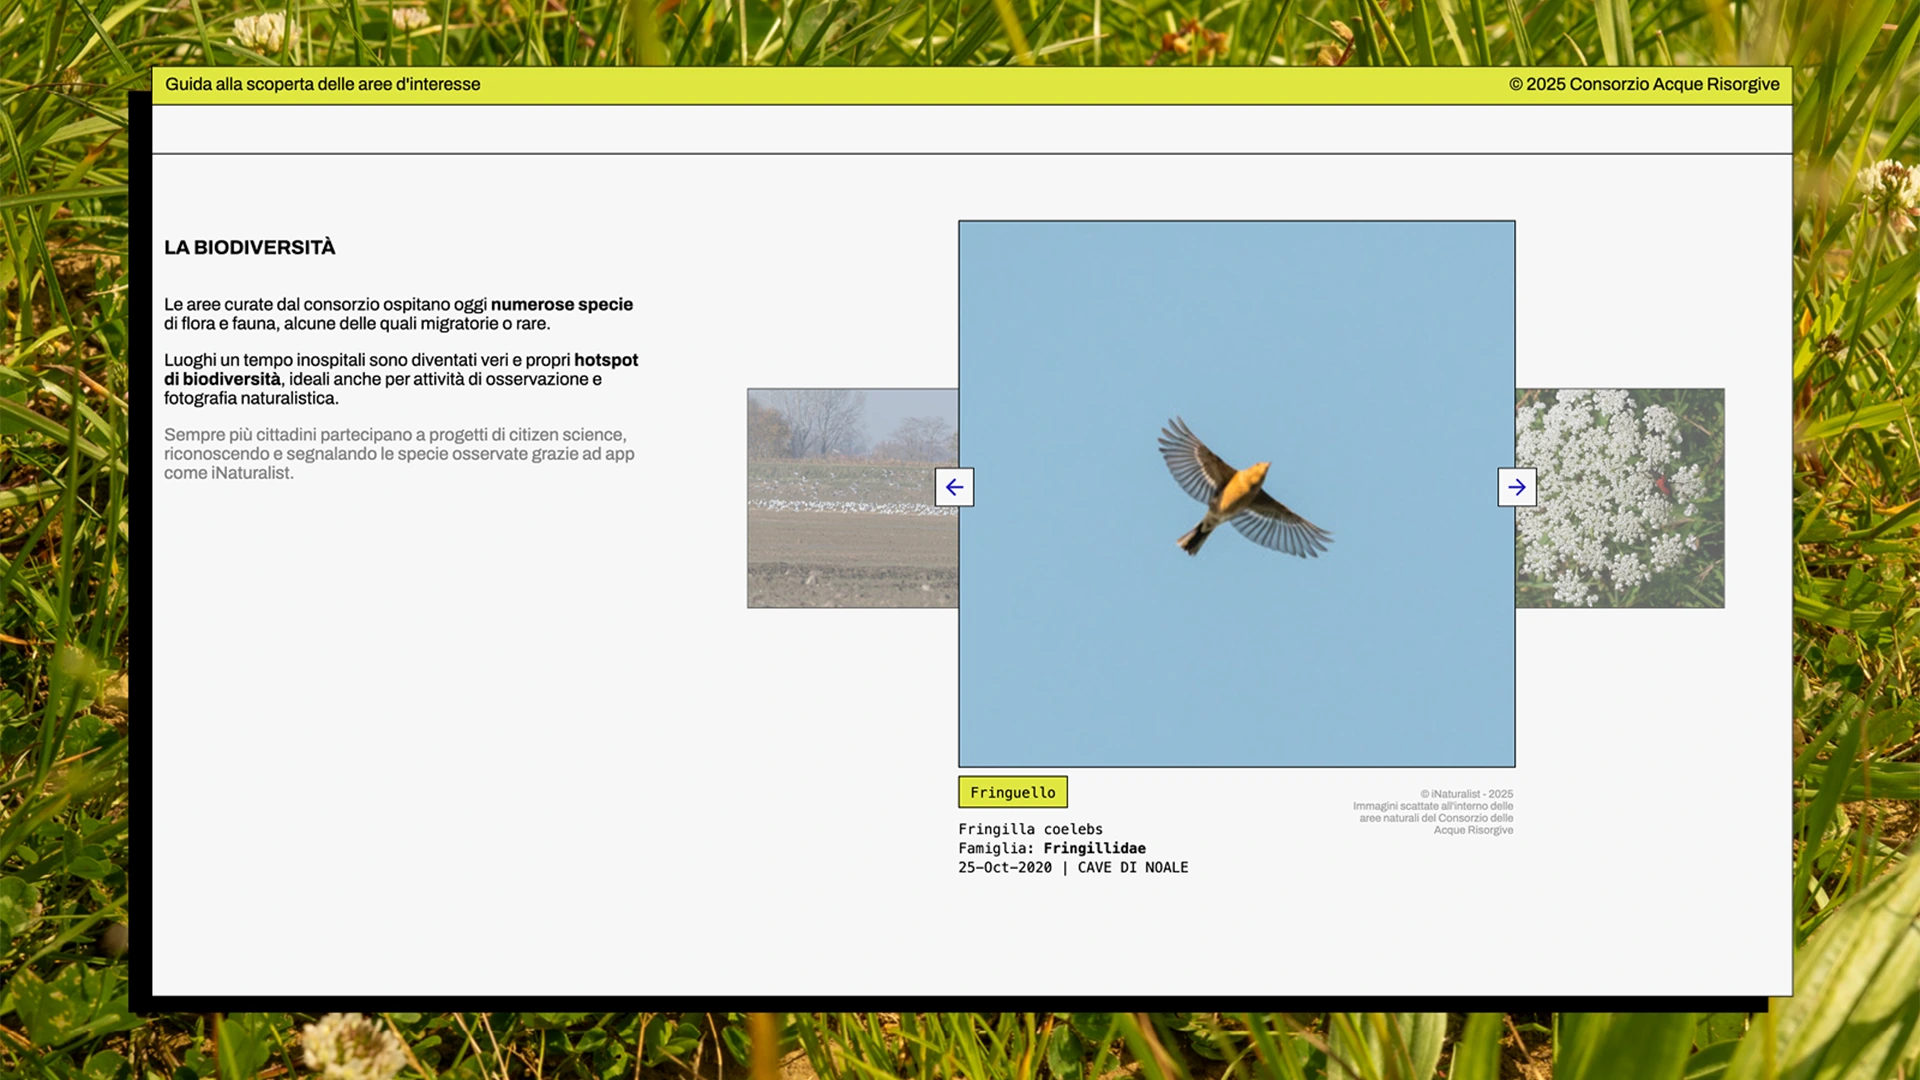 Guida alla scoperta delle aree d'interesse
© 2025 Consorzio Acque Risorgive
LA BIODIVERSITÀ
Le aree curate dal consorzio ospitano oggi numerose specie
di flora e fauna, alcune delle quali migratorie o rare.
Luoghi un tempo inospitali sono diventati veri e propri hotspot
di biodiversità, ideali anche per attività di osservazione e
fotografia naturalistica.
Sempre più cittadini partecipano a progetti di citizen science,
riconoscendo e segnalando le specie osservate grazie ad app
come iNaturalist.
Fringuello
Fringilla coelebs
Famiglia: Fringillidae
25-Oct-2020 | CAVE DI NOALE
© iNaturalist - 2025
Immagini scattate all'interno delle
aree naturali del Consorzio delle
Acque Risorgive